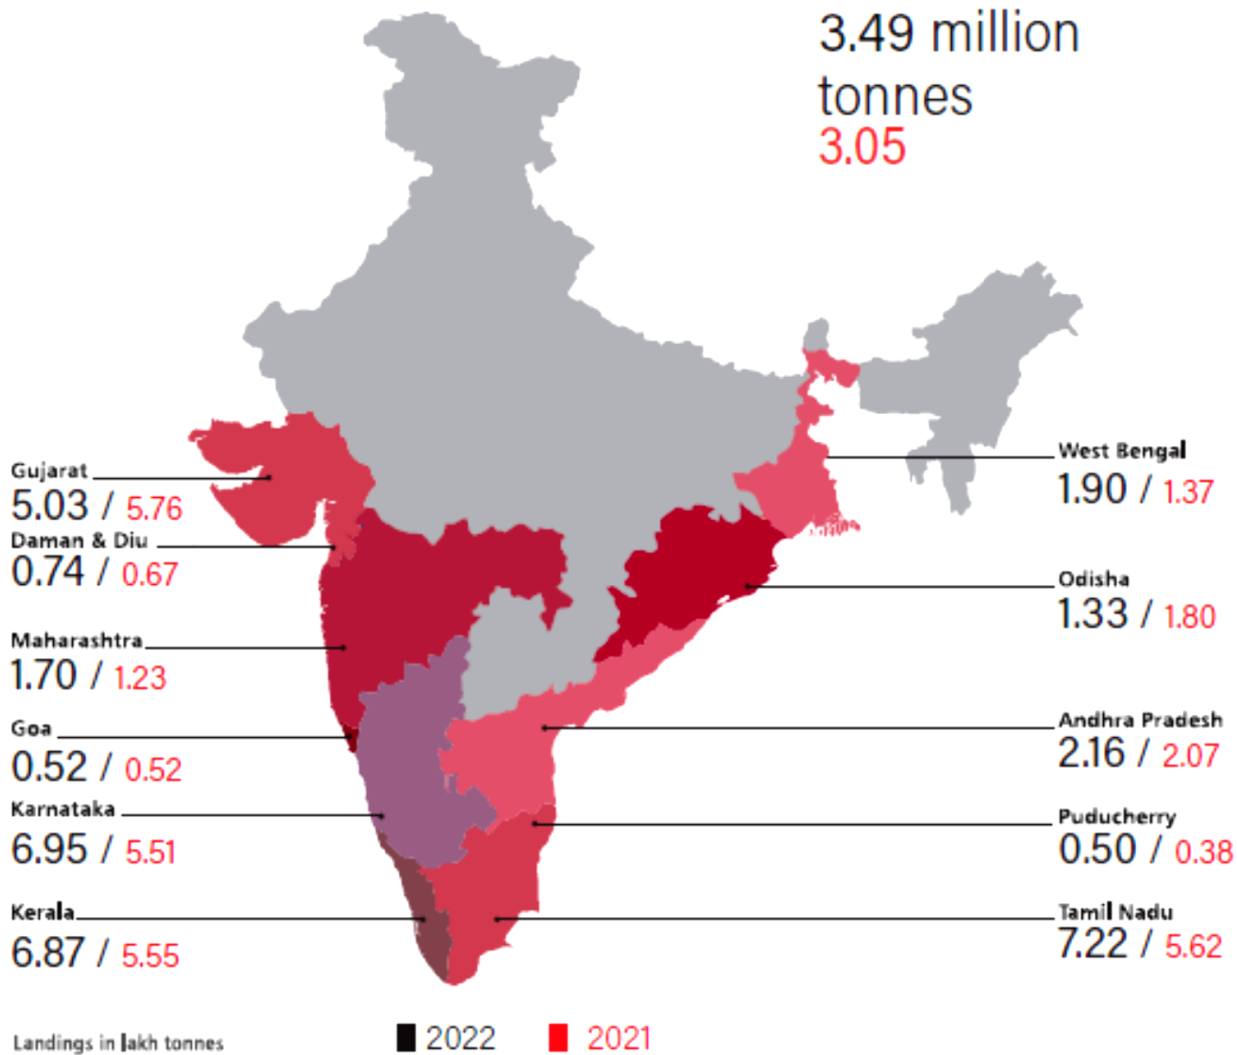 3.49 million
tonnes
3.05
Gujarat
5.03 / 5.76
Daman & Diu
0.74 / 0.67
Maharashtra
1.70 / 1.23
Goa
0.52 / 0.52
Karnataka
6.95 / 5.51
Kerala
6.87 / 5.55
West Bengal
1.90 / 1.37
Odisha
1.33 / 1.80
Andhra Pradesh
2.16 / 2.07
Puducherry
0.50 / 0.38
Tamil Nadu
7.22 / 5.62
Landings in lakh tonnes
2022
2021